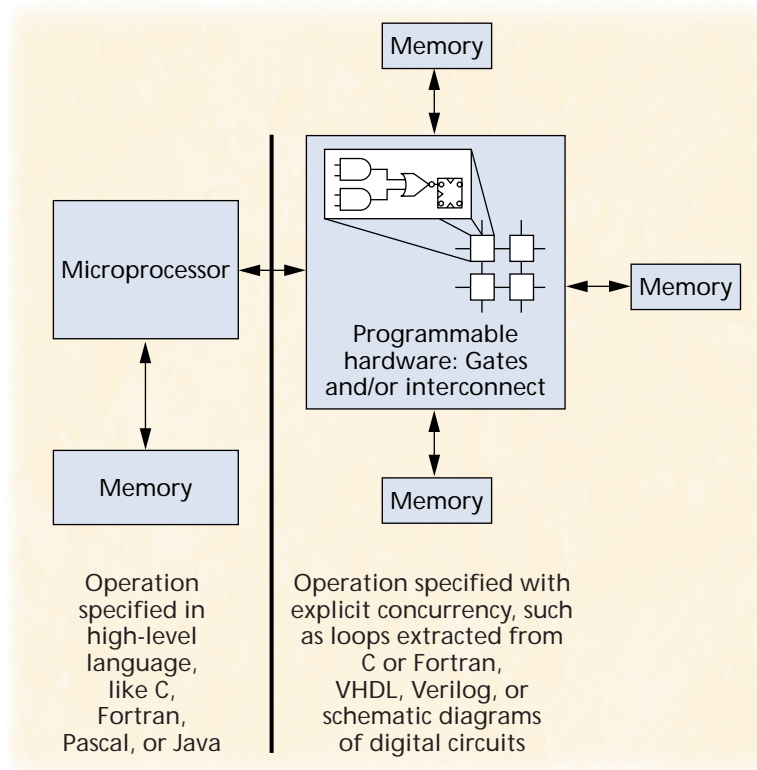 Memory
Microprocessor
Memory
Programmable
hardware: Gates
and/or interconnect
Memory
Memory
Memory
Operation
specified in
high-level
language,
like C,
Fortran,
Pascal, or Java
Operation specified with
explicit concurrency, such
as loops extracted from
C or Fortran,
VHDL, Verilog, or
schematic diagrams
of digital circuits